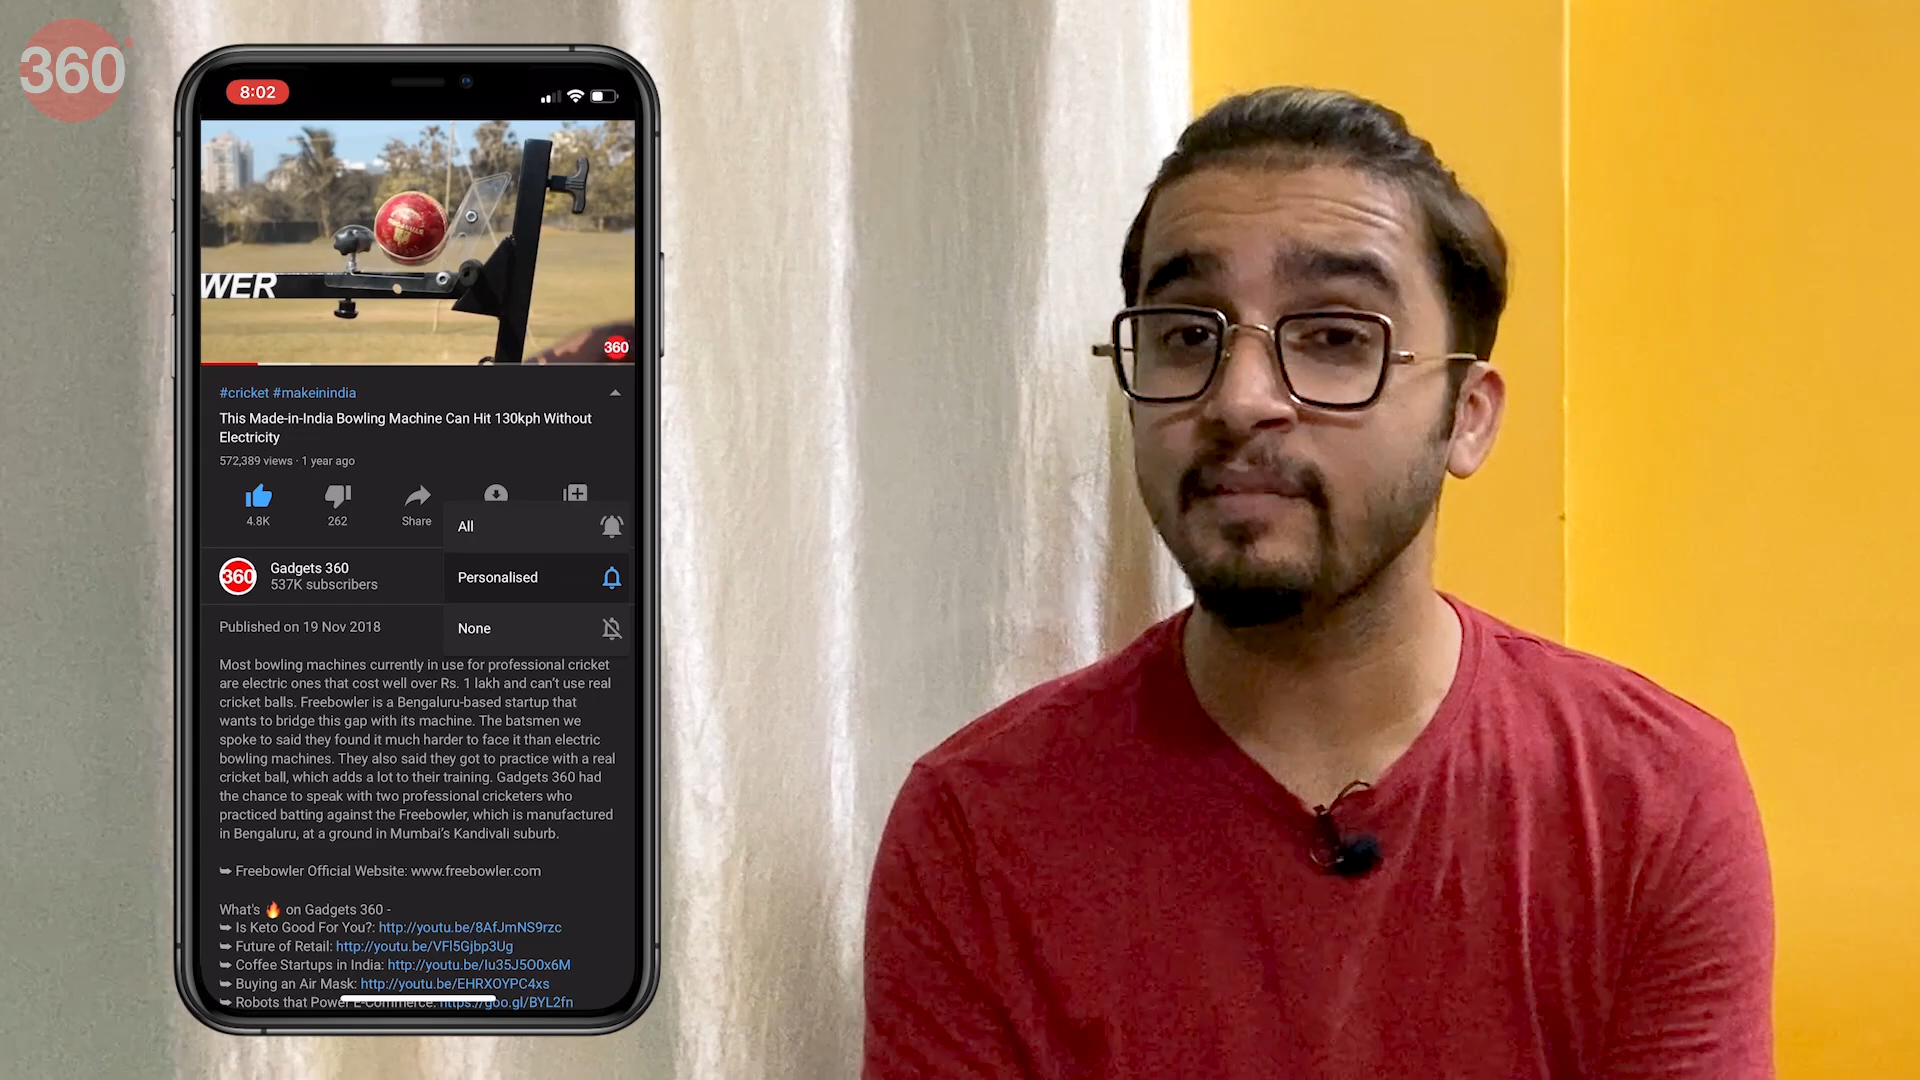 360
8:02
WER
360
#cricket #makeinindia
This Made-in-India Bowling Machine Can Hit 130kph Without
Electricity
572,389 views · 1 year ago
4.8K
262
Share
All
360
Gadgets 360
537K subscribers
Personalised
Published on 19 Nov 2018
None
Most bowling machines currently in use for professional cricket
are electric ones that cost well over Rs. 1 lakh and can't use real
cricket balls. Freebowler is a Bengaluru-based startup that
wants to bridge this gap with its machine. The batsmen we
spoke to said they found it much harder to face it than electric
bowling machines. They also said they got to practice with a real
cricket ball, which adds a lot to their training. Gadgets 360 had
the chance to speak with two professional cricketers who
practiced batting against the Freebowler, which is manufactured
in Bengaluru, at a ground in Mumbai's Kandivali suburb.
➥ Freebowler Official Website: www.freebowler.com
What's 🔥 on Gadgets 360 -
➥ Is Keto Good For You?: http://youtu.be/8AfJmNS9rzc
➥ Future of Retail: http://youtu.be/VFl5Gjbp3Ug
➥ Coffee Startups in India: http://youtu.be/Iu35J5O0x6M
➥ Buying an Air Mask: http://youtu.be/EHRXOYPC4xs
➥ Robots that Power E-Commerce: https://goo.gl/BYL2fn